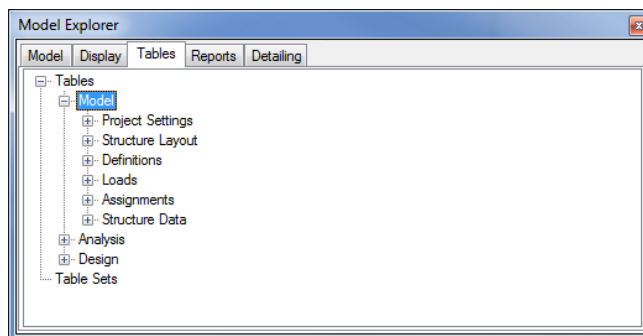 Model Explorer
Model Display Tables Reports Detailing
Tables
Model
Project Settings
Structure Layout
Definitions
Loads
Assignments
Structure Data
Analysis
Design
Table Sets